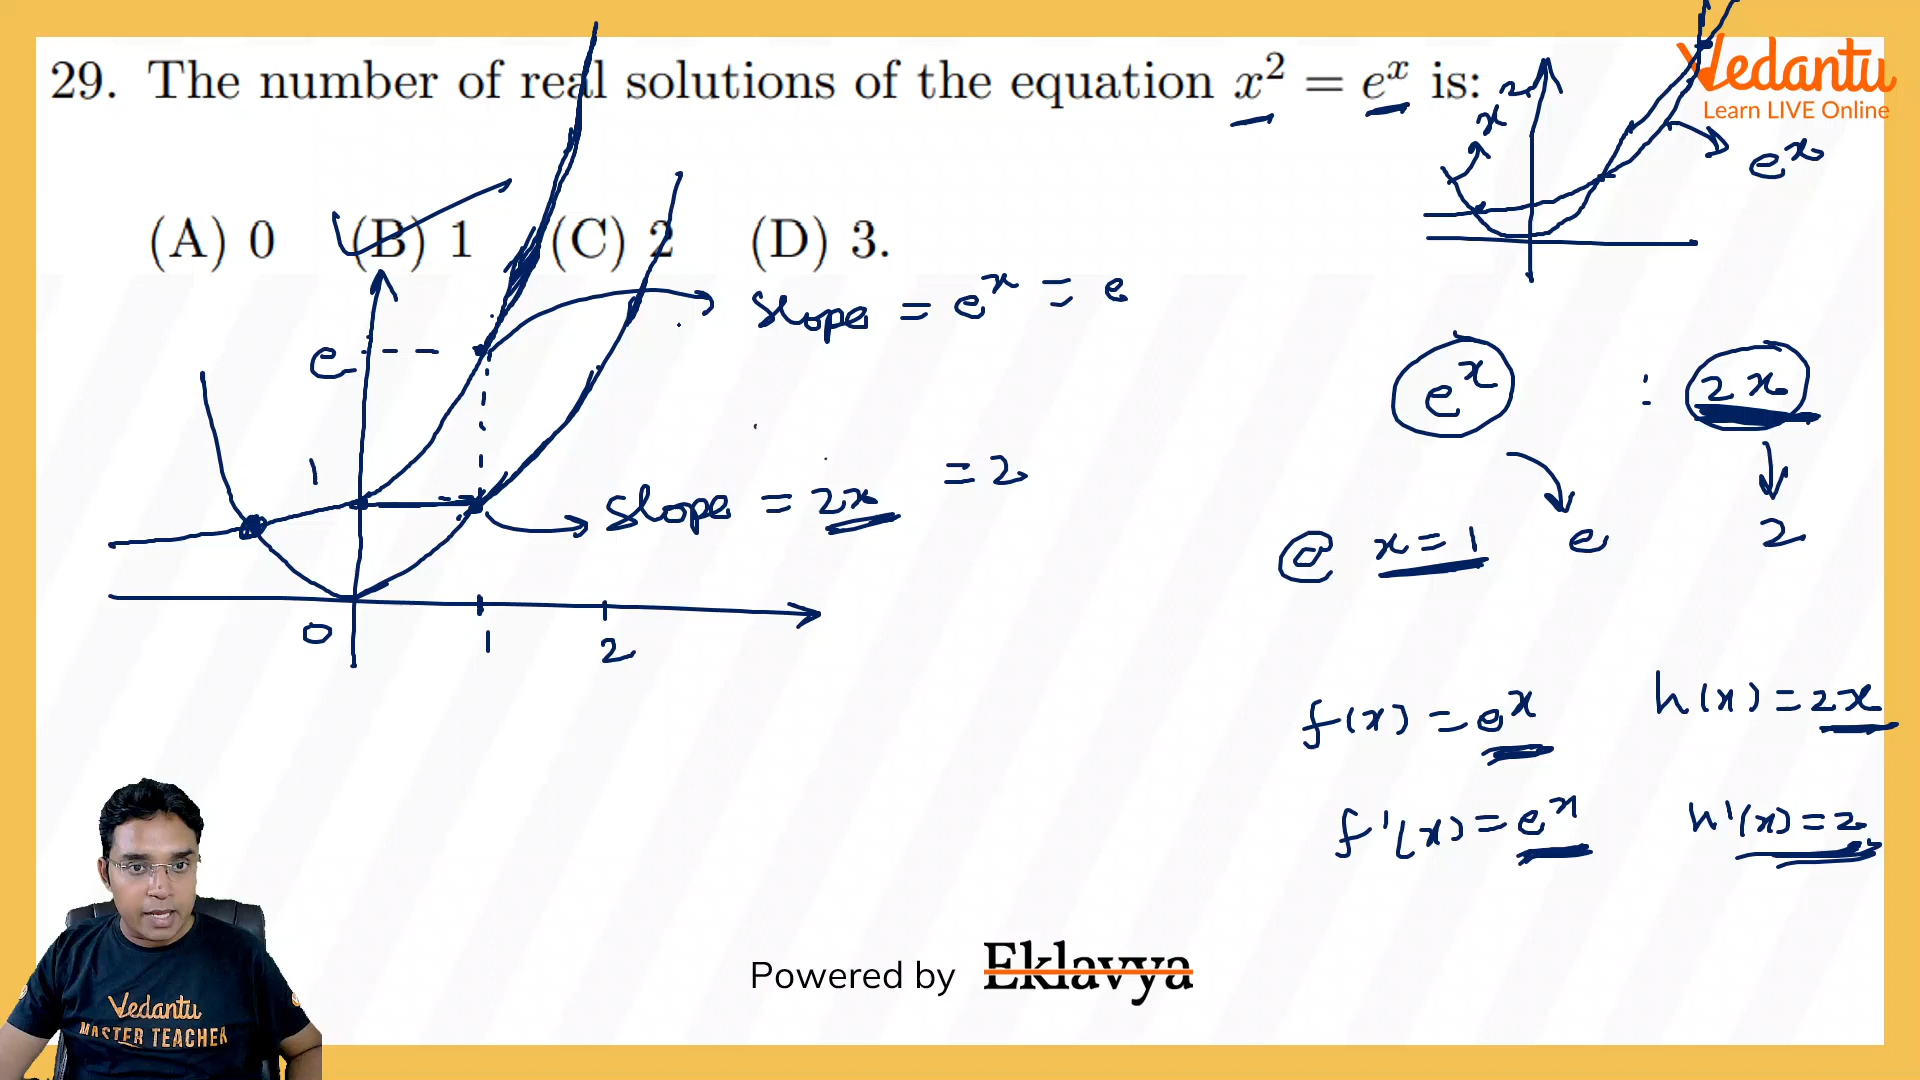 29. The number of real solutions of the equation x² = eˣ is:
Vedantu
Learn LIVE Online
x²
eˣ
(A) 0 (B) 1 (C) 2 (D) 3.
slope = eˣ = e
e
eˣ : 2x
1
slope = 2x = 2
@ x = 1 e 2
0 1 2
f(x) = eˣ h(x) = 2x
f'(x) = eˣ h'(x) = 2
Powered by Eklavya
Vedantu
MASTER TEACHER